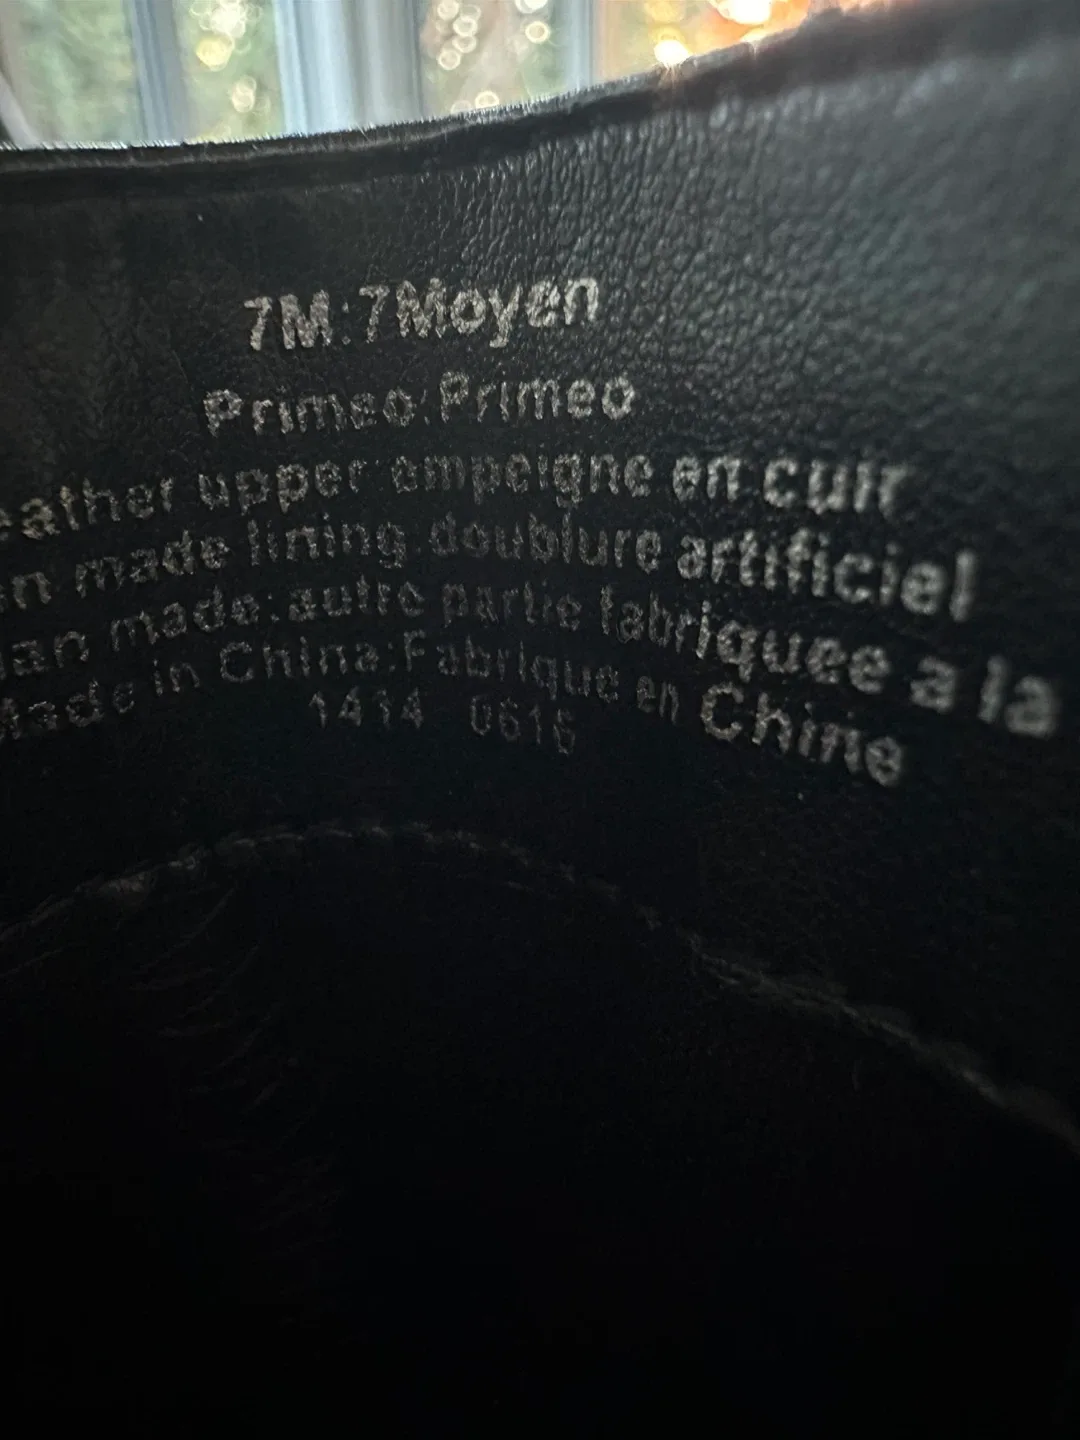 7M:7Moyen
Primeo:Primeo
eather upper empeigne en cuir
an made lining doublure artificiel
an made:autre partie fabriquee a la
Made in China:Fabrique en Chine
1414 0616